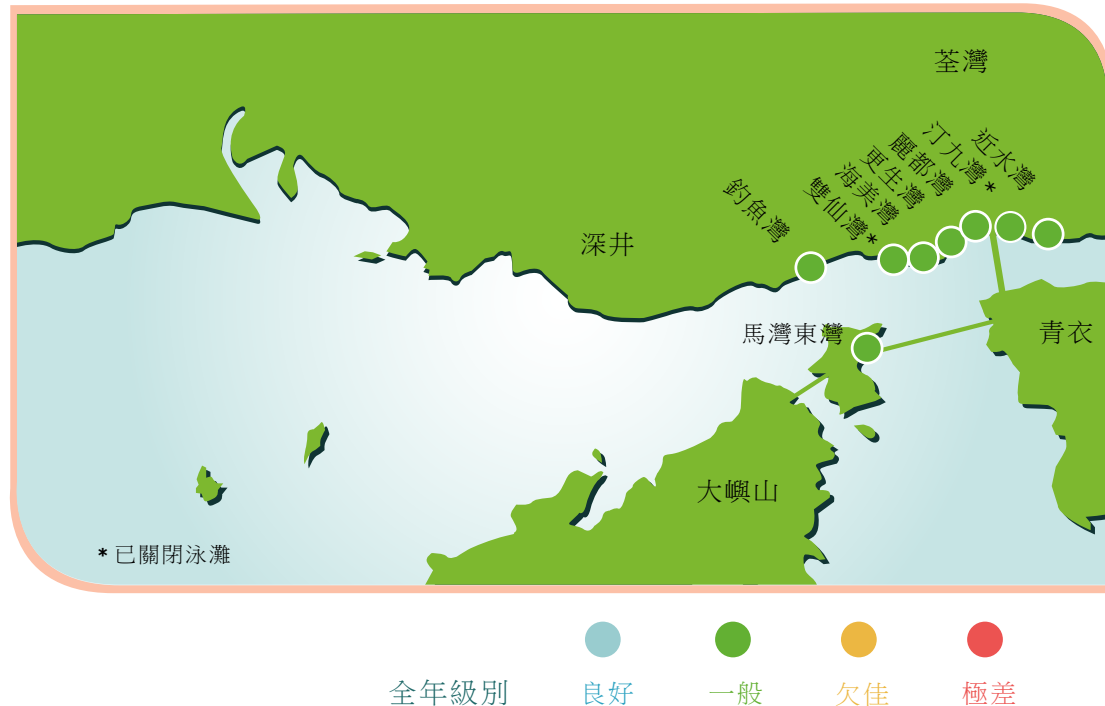 荃灣
近水灣
汀九灣*
麗都灣
更生灣
海美灣
雙仙灣*
釣魚灣
深井
馬灣東灣
青衣
大嶼山
* 已關閉泳灘
全年級別
良好
一般
欠佳
極差